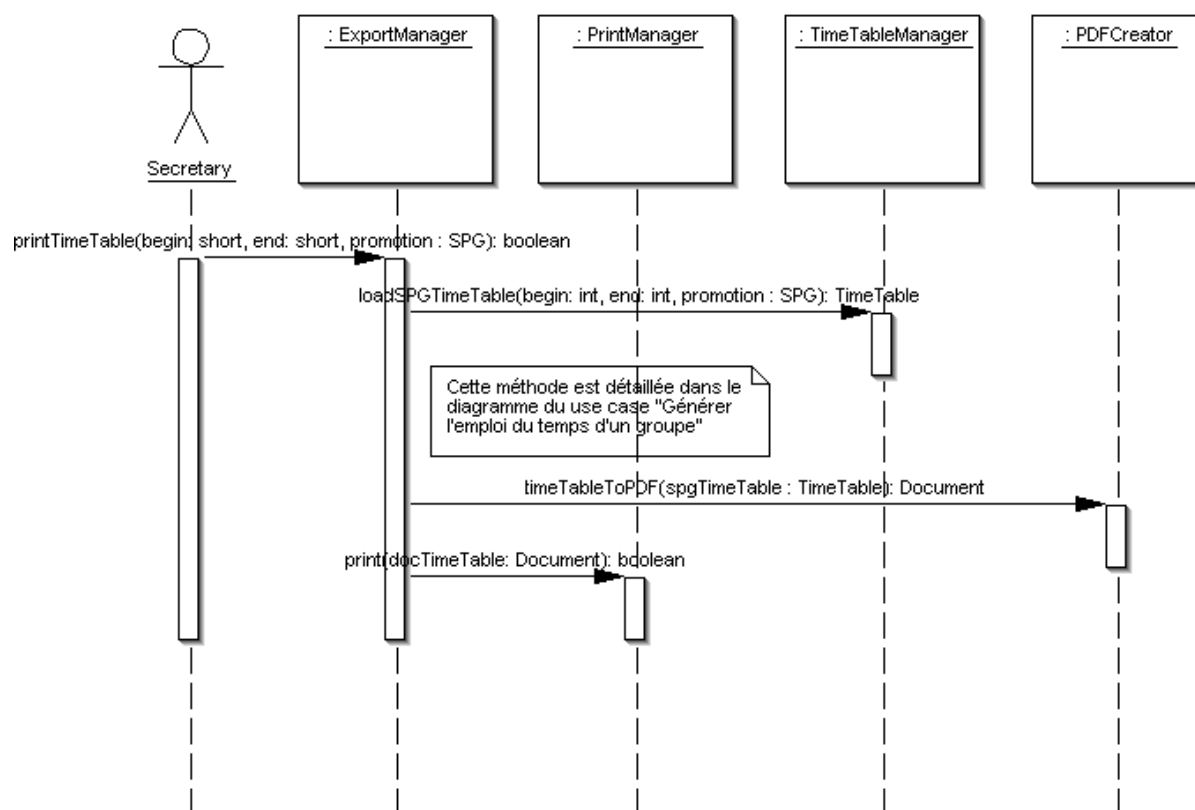 : ExportManager
: PrintManager
: TimeTableManager
: PDFCreator
Secretary
printTimeTable(begin: short, end: short, promotion : SPG): boolean
loadSPGTimeTable(begin: int, end: int, promotion : SPG): TimeTable
Cette méthode est détaillée dans le
diagramme du use case "Générer
l'emploi du temps d'un groupe"
timeTableToPDF(spgTimeTable : TimeTable): Document
print(docTimeTable: Document): boolean